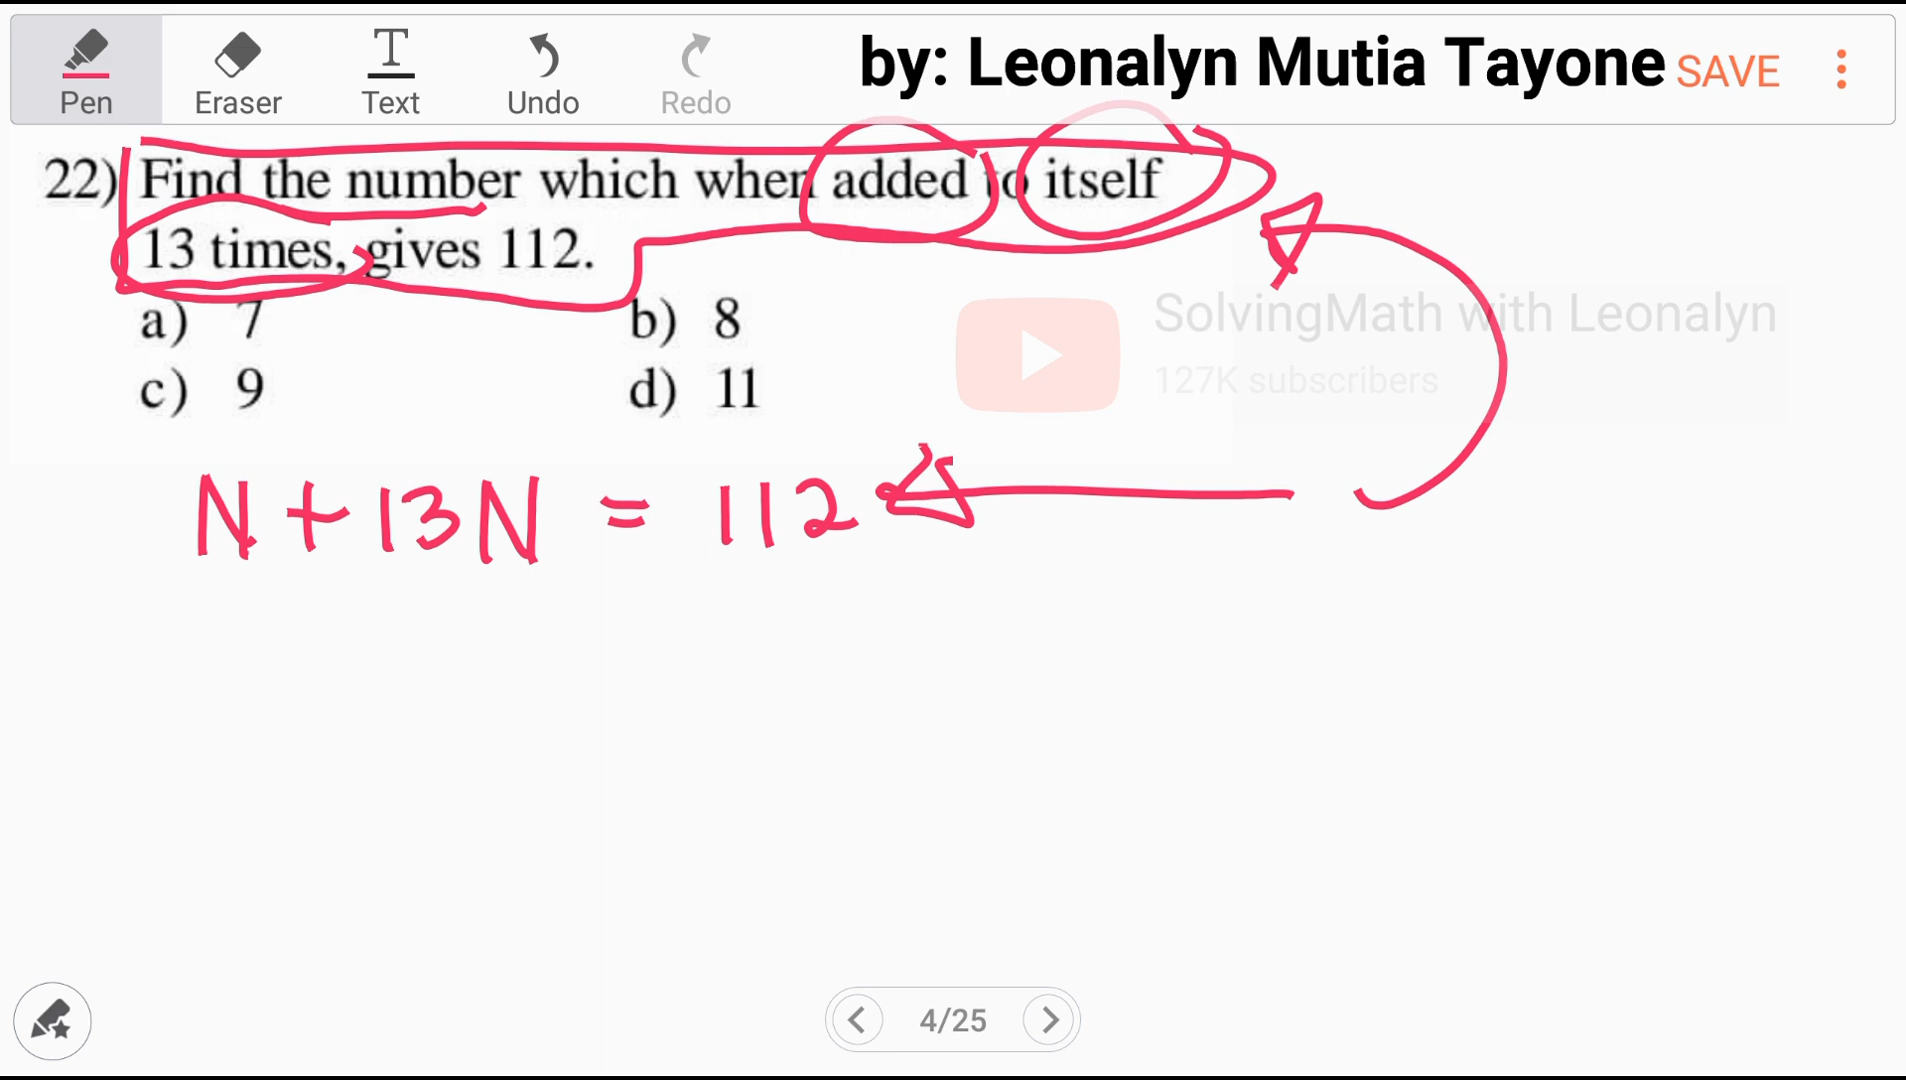 Pen
Eraser
Text
Undo
Redo
by: Leonalyn Mutia Tayone
SAVE
22) Find the number which when added to itself
13 times, gives 112.
a) 7 b) 8
c) 9 d) 11
SolvingMath with Leonalyn
127K subscribers
N + 13N = 112
4/25